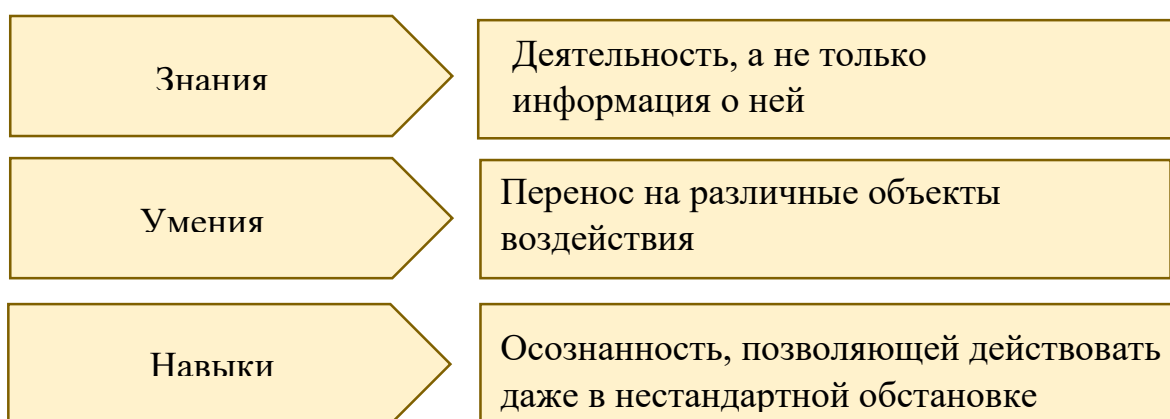 Знания
Деятельность, а не только
информация о ней
Умения
Перенос на различные объекты
воздействия
Навыки
Осознанность, позволяющей действовать
даже в нестандартной обстановке